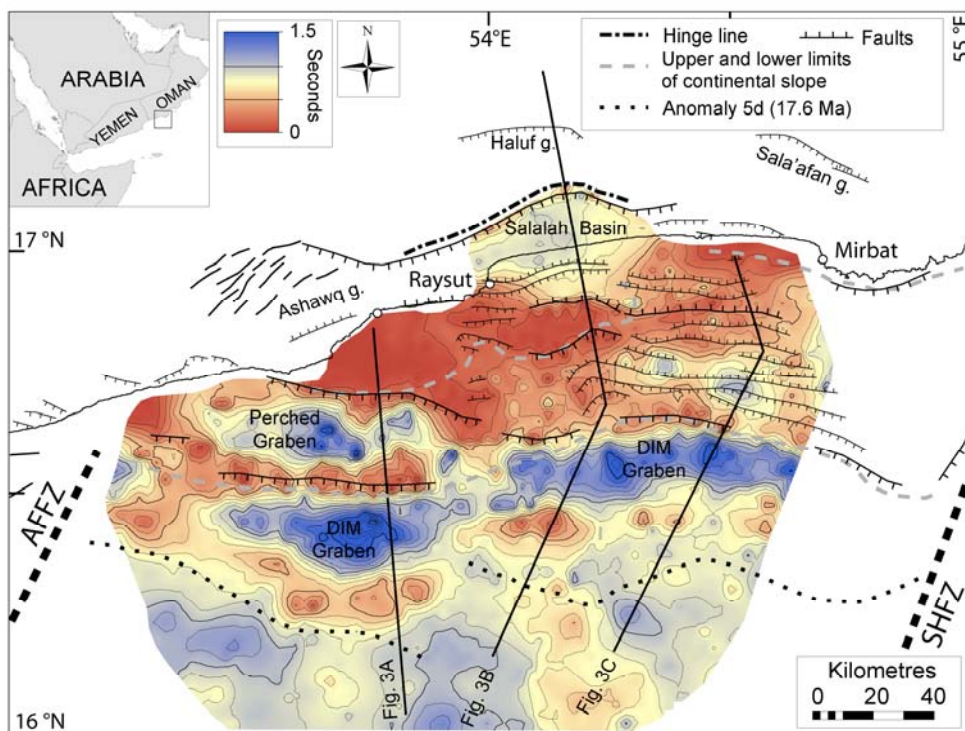 54°E
55 °E
1.5
Seconds
0
N
Hinge line
Faults
Upper and lower limits
of continental slope
Anomaly 5d (17.6 Ma)
ARABIA
OMAN
YEMEN
AFRICA
Haluf g.
Sala'afan g.
17 °N
Salalah Basin
Mirbat
Raysut
Ashawq g.
Perched
Graben
DIM
Graben
DIM
Graben
AFFZ
SHFZ
Fig. 3A
Fig. 3B
Fig. 3C
Kilometres
0 20 40
16 °N